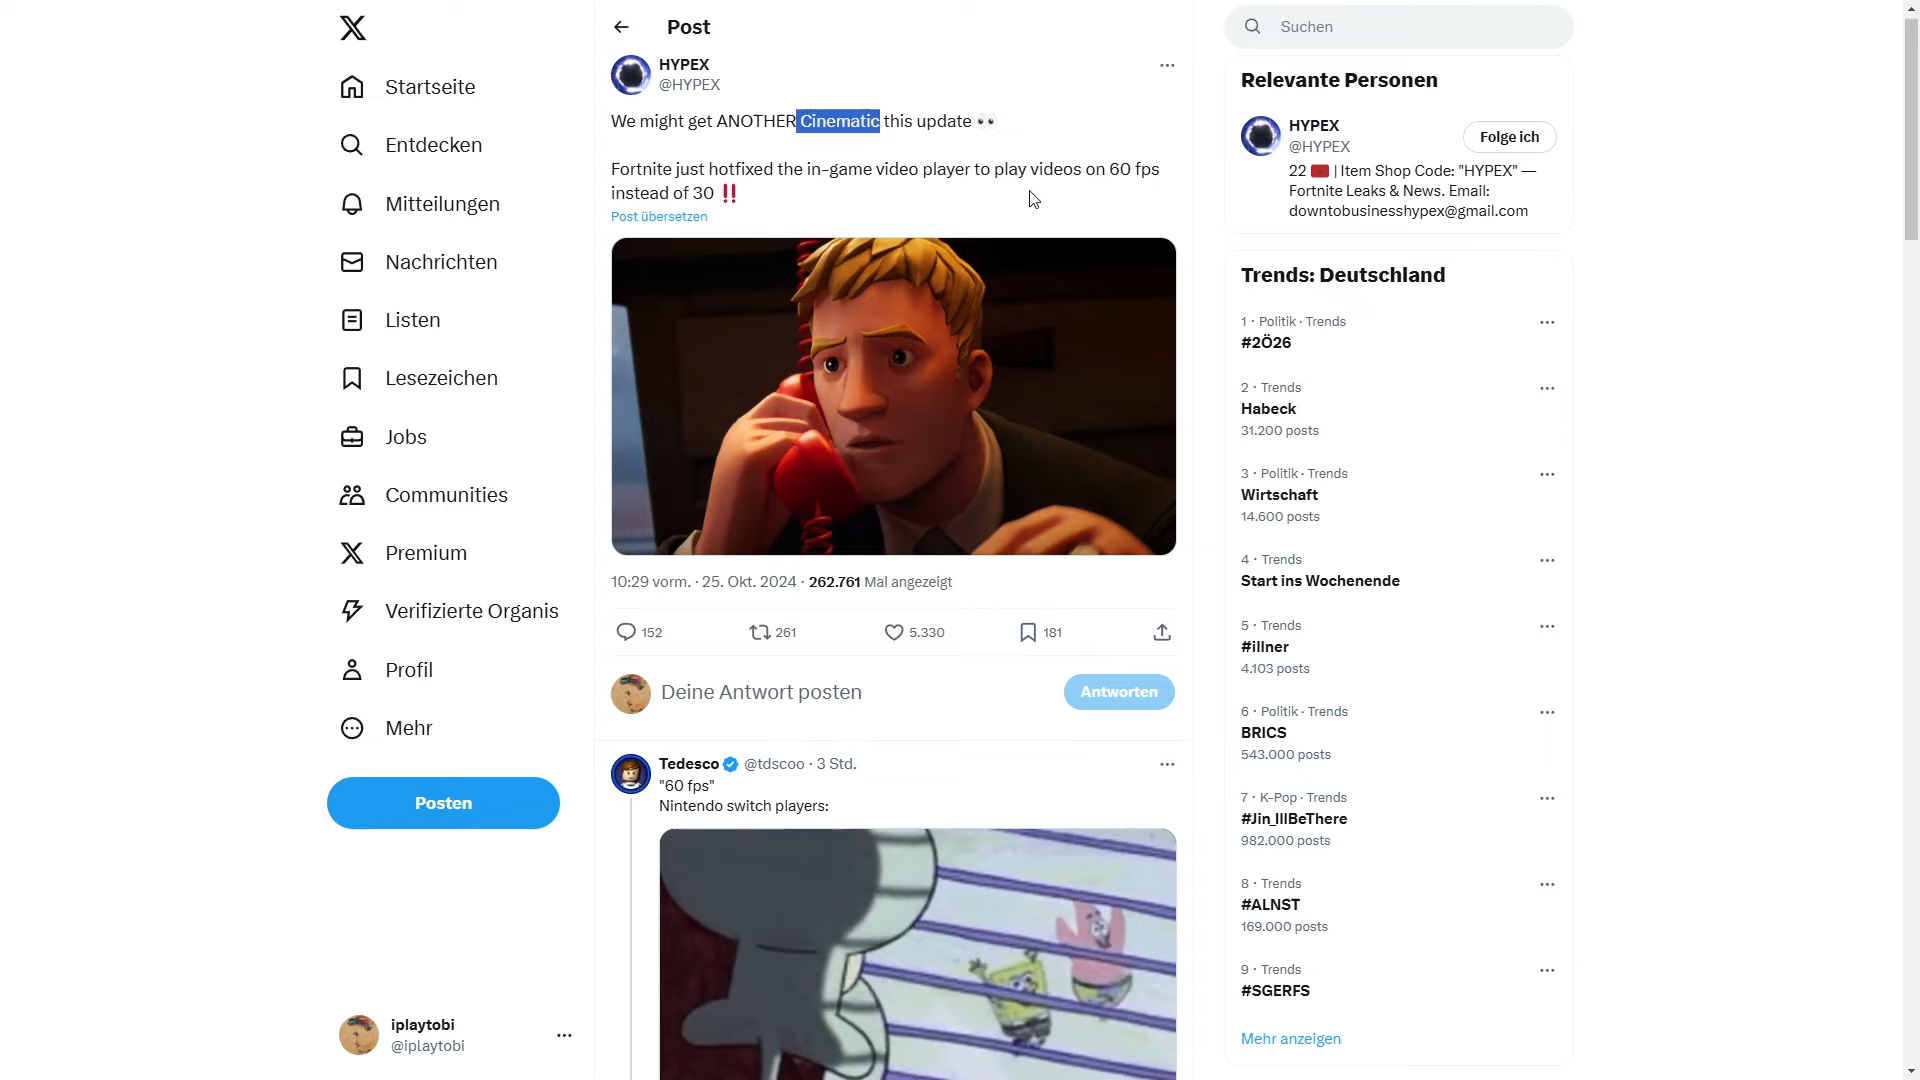 Startseite
Entdecken
Mitteilungen
Nachrichten
Listen
Lesezeichen
Jobs
Communities
Premium
Verifizierte Organis
Profil
Mehr
Posten
iplaytobi
@iplaytobi
Post
HYPEX
@HYPEX
We might get ANOTHER Cinematic this update 👀
Fortnite just hotfixed the in-game video player to play videos on 60 fps
instead of 30 ‼️
Post übersetzen
10:29 vorm. · 25. Okt. 2024 · 262.761 Mal angezeigt
152 261 5.330 181
Deine Antwort posten
Antworten
Tedesco @tdscoo · 3 Std.
"60 fps"
Nintendo switch players:
Suchen
Relevante Personen
HYPEX
@HYPEX
Folge ich
22 🇲🇦 | Item Shop Code: "HYPEX" —
Fortnite Leaks & News. Email:
downtobusinesshypex@gmail.com
Trends: Deutschland
1 · Politik · Trends
#2Ö26
2 · Trends
Habeck
31.200 posts
3 · Politik · Trends
Wirtschaft
14.600 posts
4 · Trends
Start ins Wochenende
5 · Trends
#illner
4.103 posts
6 · Politik · Trends
BRICS
543.000 posts
7 · K-Pop · Trends
#Jin_IllBeThere
982.000 posts
8 · Trends
#ALNST
169.000 posts
9 · Trends
#SGERFS
Mehr anzeigen